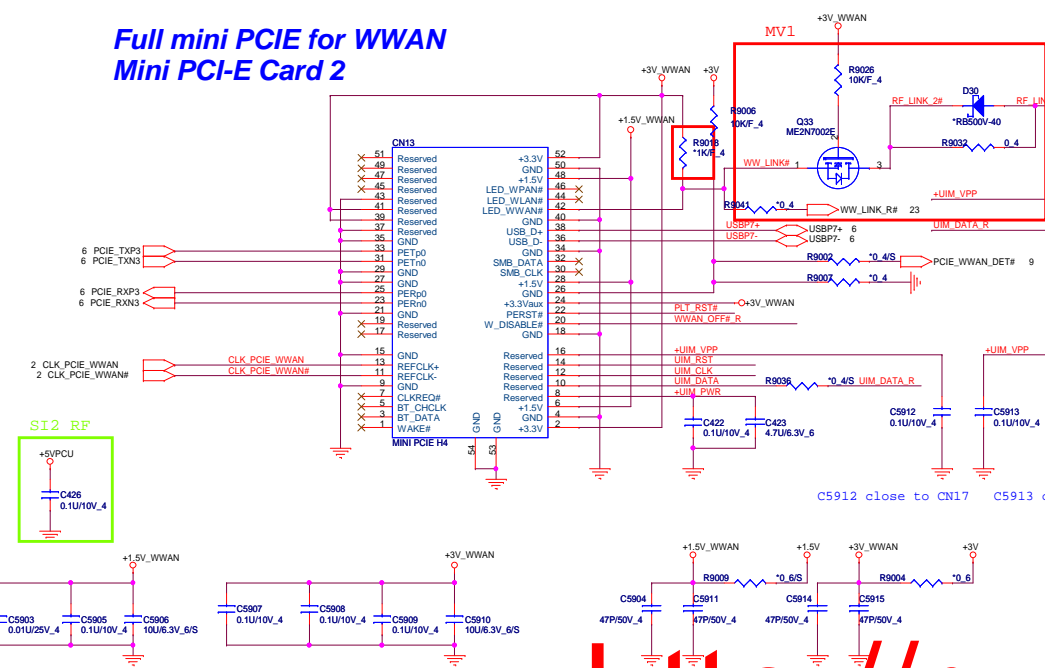 Full mini PCIE for WWAN
Mini PCI-E Card 2
MV1
+3V_WWAN
+3V_WWAN
+3V
R9026
10K/F_4
D30
RF_LINK_2#
*RB500V-40
R9006
10K/F_4
Q33
ME2N7002E
2
+1.5V_WWAN
R9018
*1K/F_4
R9032
0_4
WW_LINK#
1
3
R9041
*0_4
WW_LINK_R# 23
+UIM_VPP
UIM_DATA_R
USBP7+
USBP7+ 6
USBP7-
USBP7- 6
R9002
*0_4/S
PCIE_WWAN_DET# 9
R9007
*0_4
+3V_WWAN
PLT_RST#
WWAN_OFF#_R
CN13
51 Reserved +3.3V 52
49 Reserved GND 50
47 Reserved +1.5V 48
45 Reserved LED_WPAN# 46
43 Reserved LED_WLAN# 44
41 Reserved LED_WWAN# 42
39 Reserved GND 40
37 Reserved USB_D+ 38
35 GND USB_D- 36
33 PETp0 GND 34
31 PETn0 SMB_DATA 32
29 GND SMB_CLK 30
27 GND +1.5V 28
25 PERp0 GND 26
23 PERn0 +3.3Vaux 24
21 GND PERST# 22
19 Reserved W_DISABLE# 20
17 Reserved GND 18
15 GND Reserved 16
13 REFCLK+ Reserved 14
11 REFCLK- Reserved 12
9 GND Reserved 10
7 CLKREQ# Reserved 8
5 BT_CHCLK +1.5V 6
3 BT_DATA GND 4
1 WAKE# +3.3V 2
GND GND
54 53
MINI PCIE H4
6 PCIE_TXP3
6 PCIE_TXN3
6 PCIE_RXP3
6 PCIE_RXN3
2 CLK_PCIE_WWAN
CLK_PCIE_WWAN
2 CLK_PCIE_WWAN#
CLK_PCIE_WWAN#
+UIM_VPP
UIM_RST
UIM_CLK
UIM_DATA
+UIM_PWR
R9036
*0_4/S
UIM_DATA_R
+UIM_VPP
C422
0.1U/10V_4
C423
4.7U/6.3V_6
C5912
0.1U/10V_4
C5913
0.1U/10V_4
C5912 close to CN17
C5913
SI2 RF
+5VPCU
C426
0.1U/10V_4
+1.5V_WWAN
C5903
0.01U/25V_4
C5905
0.1U/10V_4
C5906
10U/6.3V_6/S
+3V_WWAN
C5907
0.1U/10V_4
C5908
0.1U/10V_4
C5909
0.1U/10V_4
C5910
10U/6.3V_6/S
+1.5V_WWAN
+1.5V
R9009
*0_6/S
C5904
47P/50V_4
C5911
47P/50V_4
+3V_WWAN
+3V
R9004
*0_6
C5914
47P/50V_4
C5915
47P/50V_4